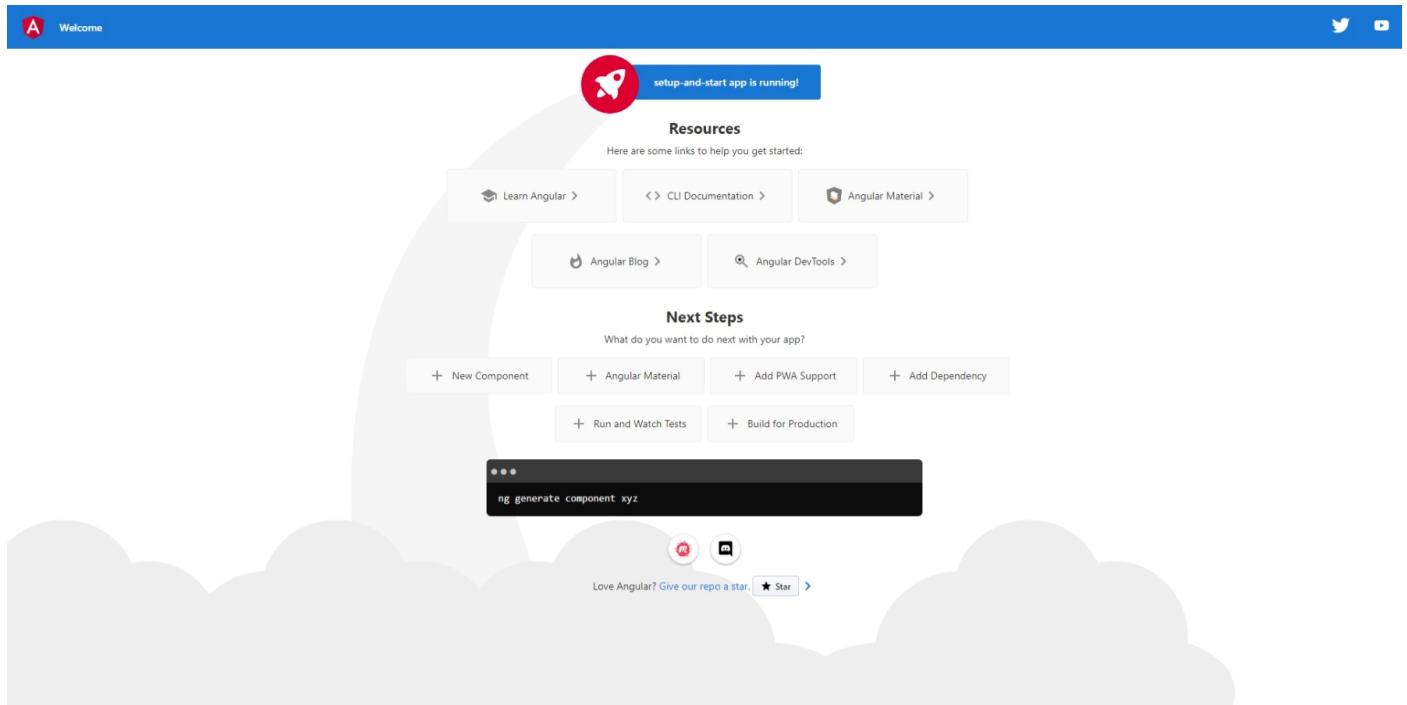 Welcome
setup-and-start app is running!
Resources
Here are some links to help you get started:
Learn Angular
CLI Documentation
Angular Material
Angular Blog
Angular DevTools
Next Steps
What do you want to do next with your app?
New Component
Angular Material
Add PWA Support
Add Dependency
Run and Watch Tests
Build for Production
ng generate component xyz
Love Angular? Give our repo a star. Star